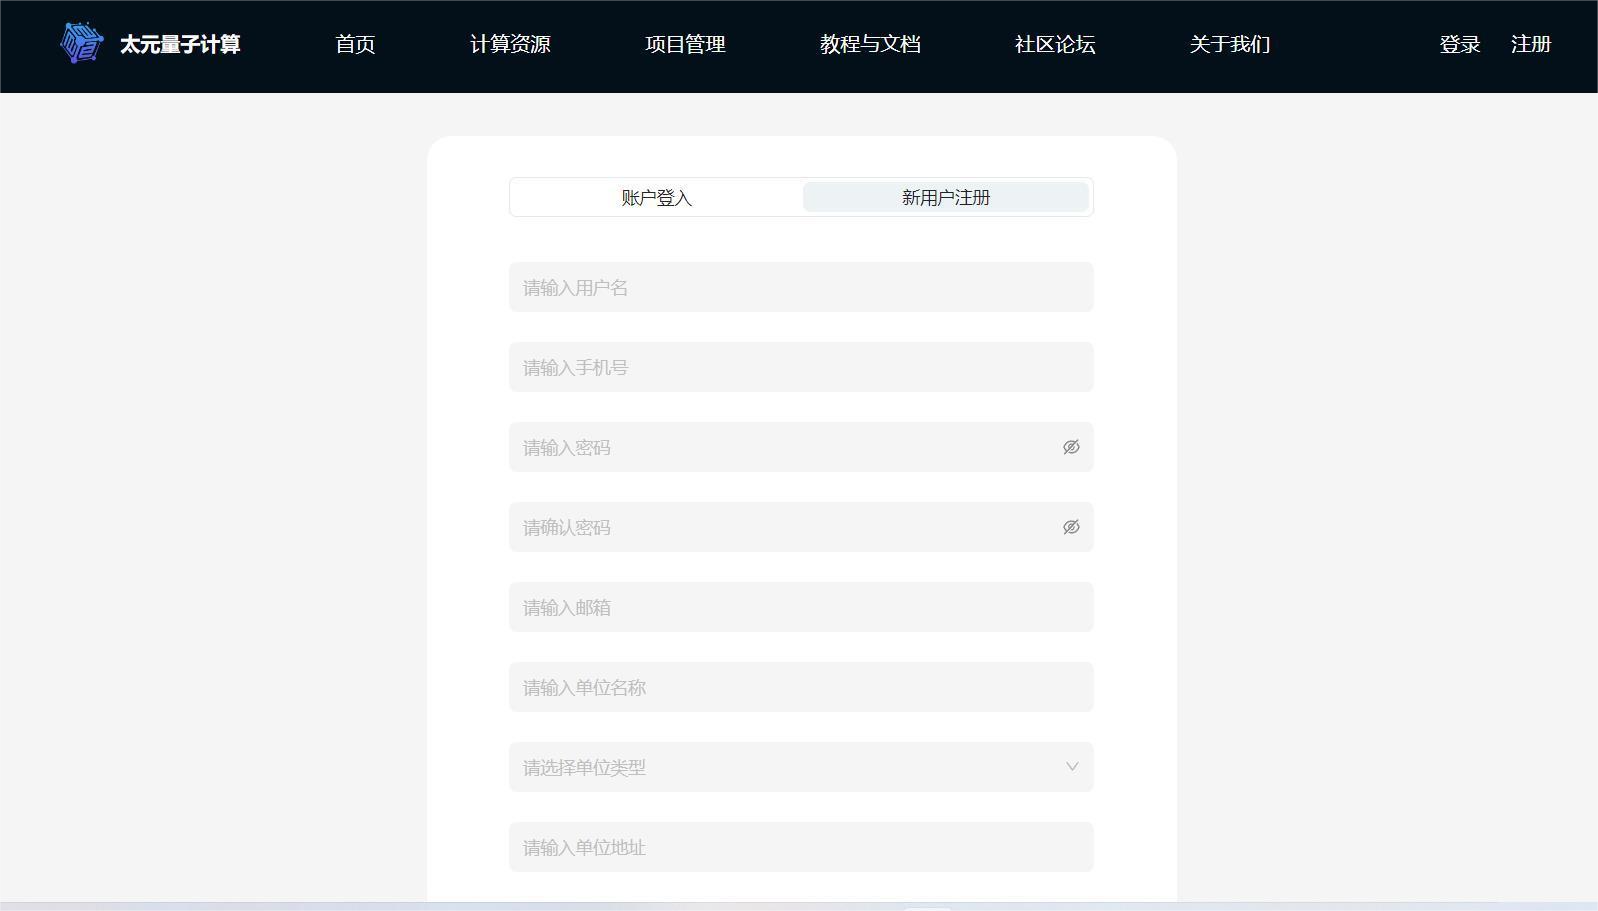 太元量子计算
首页
计算资源
项目管理
教程与文档
社区论坛
关于我们
登录
注册
账户登入
新用户注册
请输入用户名
请输入手机号
请输入密码
请确认密码
请输入邮箱
请输入单位名称
请选择单位类型
请输入单位地址